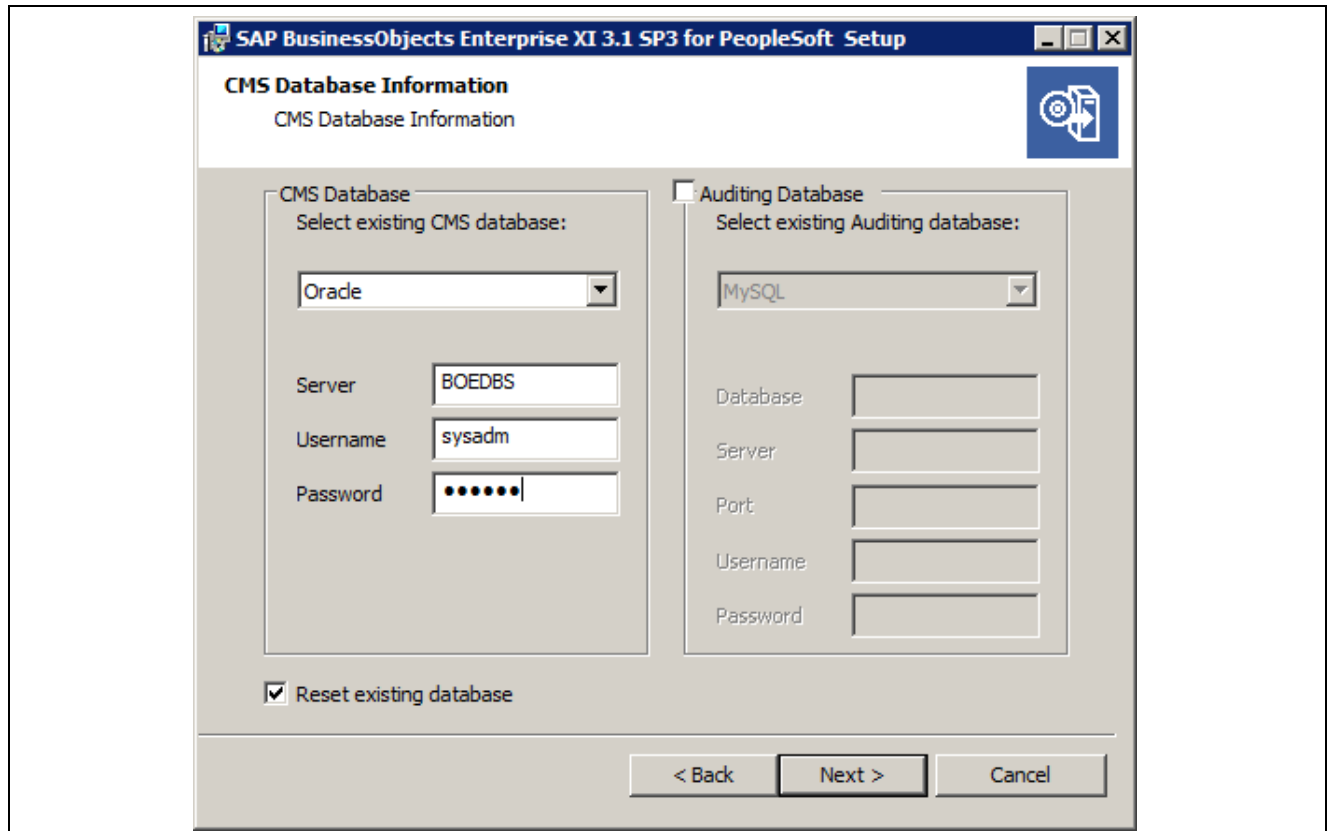 SAP BusinessObjects Enterprise XI 3.1 SP3 for PeopleSoft Setup
CMS Database Information
CMS Database Information
CMS Database
Select existing CMS database:
Oracle
Server
BOEDBS
Username
sysadm
Password
••••••
Auditing Database
Select existing Auditing database:
MySQL
Database
Server
Port
Username
Password
Reset existing database
< Back
Next >
Cancel